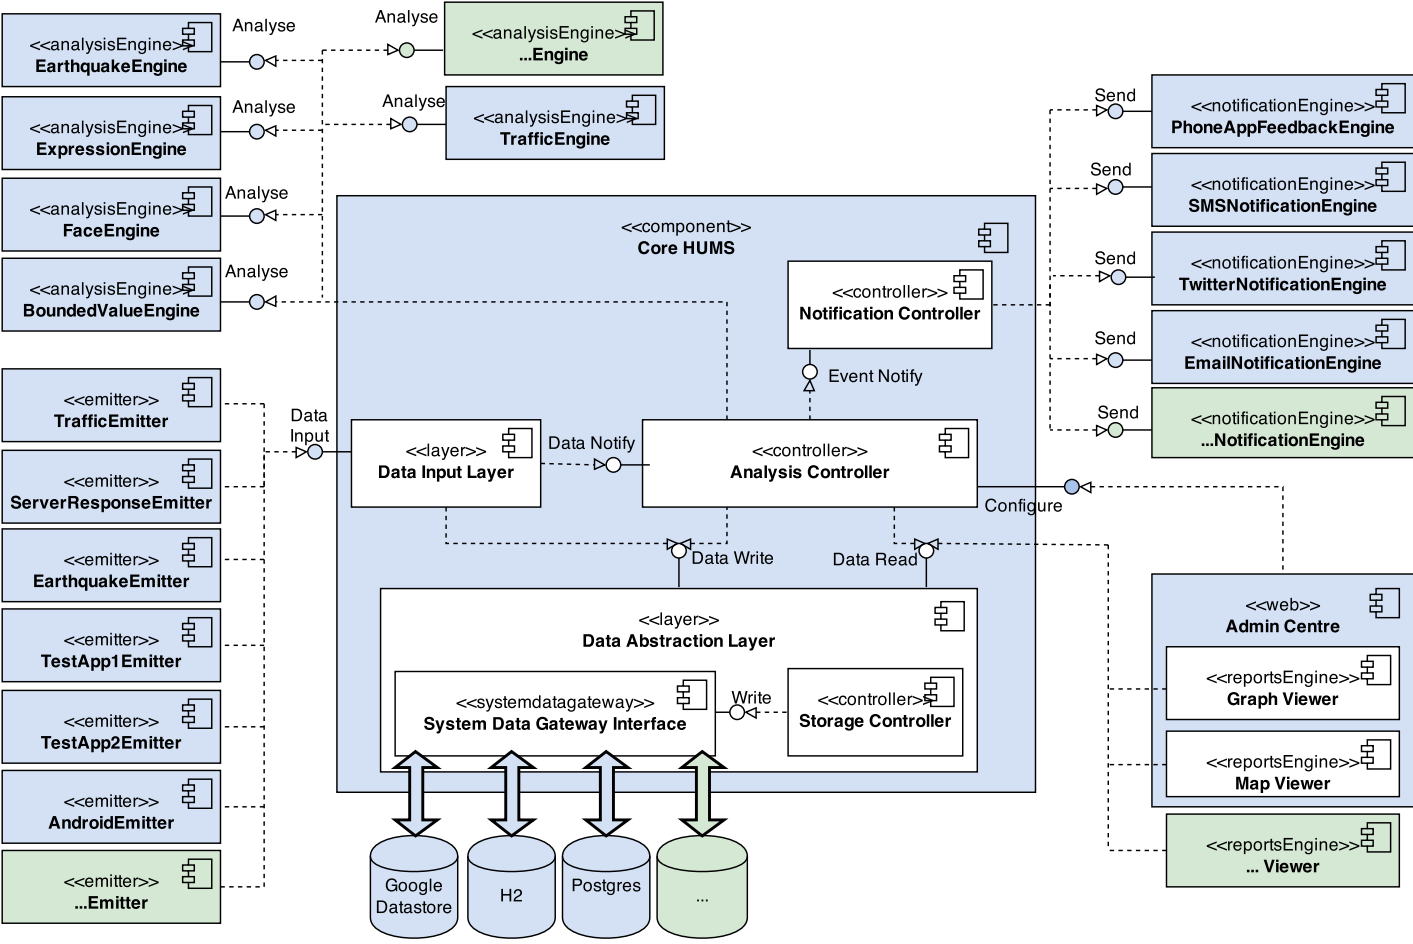 <<analysisEngine>>
EarthquakeEngine
Analyse
Analyse
<<analysisEngine>>
...Engine
<<analysisEngine>>
ExpressionEngine
Analyse
Analyse
<<analysisEngine>>
TrafficEngine
<<analysisEngine>>
FaceEngine
Analyse
<<analysisEngine>>
BoundedValueEngine
Analyse
<<component>>
Core HUMS
<<controller>>
Notification Controller
Event Notify
Send
<<notificationEngine>>
PhoneAppFeedbackEngine
Send
<<notificationEngine>>
SMSNotificationEngine
Send
<<notificationEngine>>
TwitterNotificationEngine
Send
<<notificationEngine>>
EmailNotificationEngine
Send
<<notificationEngine>>
...NotificationEngine
<<emitter>>
TrafficEmitter
<<emitter>>
ServerResponseEmitter
<<emitter>>
EarthquakeEmitter
<<emitter>>
TestApp1Emitter
<<emitter>>
TestApp2Emitter
<<emitter>>
AndroidEmitter
<<emitter>>
...Emitter
Data
Input
<<layer>>
Data Input Layer
Data Notify
<<controller>>
Analysis Controller
Configure
Data Write
Data Read
<<layer>>
Data Abstraction Layer
<<systemdatagateway>>
System Data Gateway Interface
Write
<<controller>>
Storage Controller
<<web>>
Admin Centre
<<reportsEngine>>
Graph Viewer
<<reportsEngine>>
Map Viewer
<<reportsEngine>>
... Viewer
Google
Datastore
H2
Postgres
...